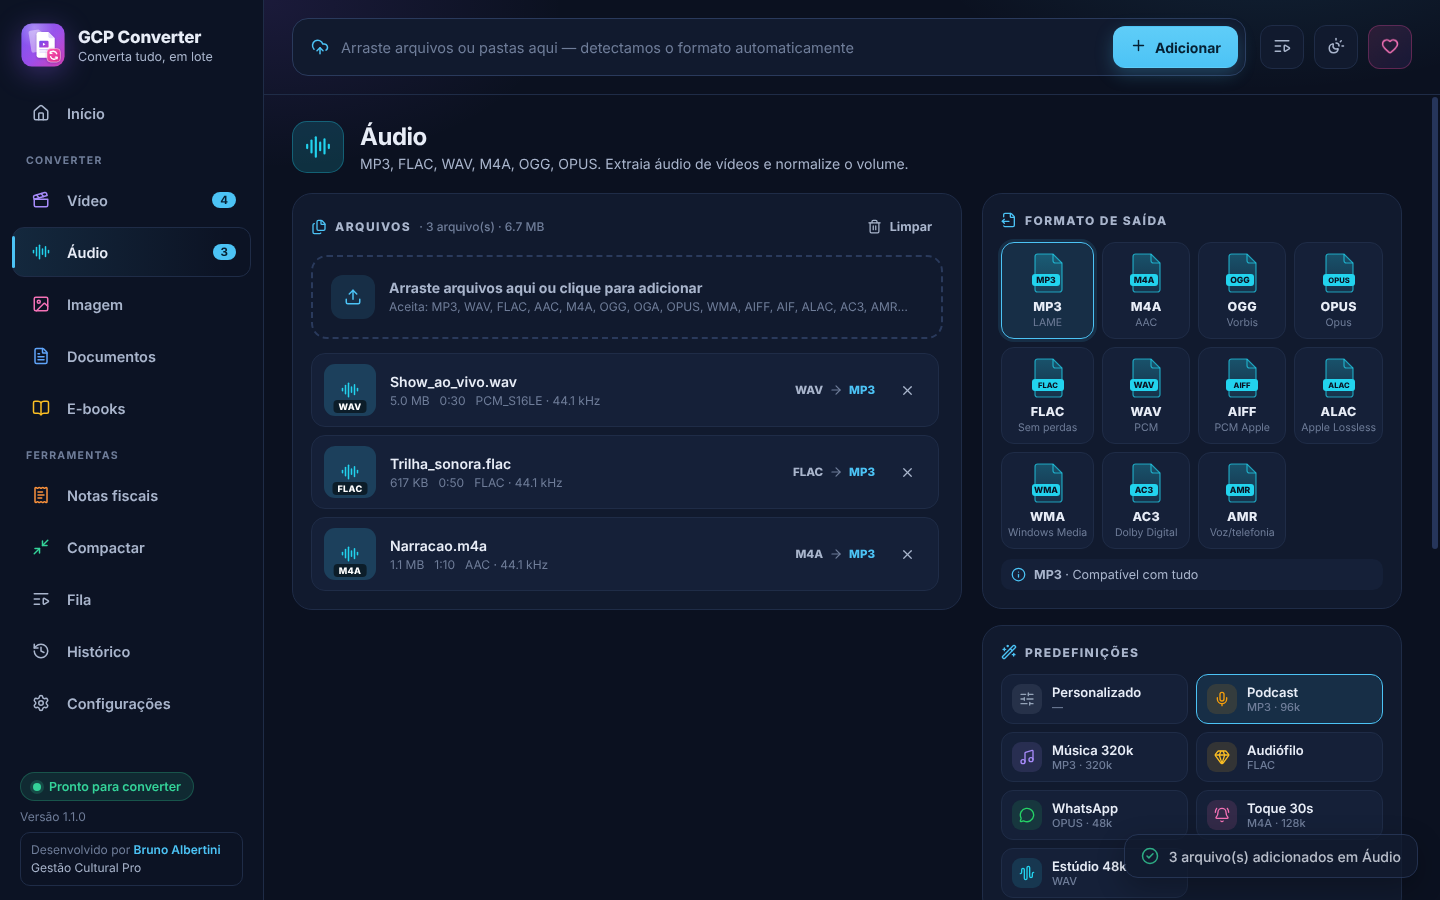 GCP Converter
Converta tudo, em lote
Início
CONVERTER
Vídeo 4
Áudio 3
Imagem
Documentos
E-books
FERRAMENTAS
Notas fiscais
Compactar
Fila
Histórico
Configurações
Pronto para converter
Versão 1.1.0
Desenvolvido por Bruno Albertini
Gestão Cultural Pro
Arraste arquivos ou pastas aqui — detectamos o formato automaticamente
Adicionar
Áudio
MP3, FLAC, WAV, M4A, OGG, OPUS. Extraia áudio de vídeos e normalize o volume.
ARQUIVOS · 3 arquivo(s) · 6.7 MB
Limpar
Arraste arquivos aqui ou clique para adicionar
Aceita: MP3, WAV, FLAC, AAC, M4A, OGG, OGA, OPUS, WMA, AIFF, AIF, ALAC, AC3, AMR...
WAV
Show_ao_vivo.wav
5.0 MB 0:30 PCM_S16LE · 44.1 kHz
WAV → MP3
FLAC
Trilha_sonora.flac
617 KB 0:50 FLAC · 44.1 kHz
FLAC → MP3
M4A
Narracao.m4a
1.1 MB 1:10 AAC · 44.1 kHz
M4A → MP3
FORMATO DE SAÍDA
MP3 M4A OGG OPUS
MP3 M4A OGG OPUS
LAME AAC Vorbis Opus
FLAC WAV AIFF ALAC
FLAC WAV AIFF ALAC
Sem perdas PCM PCM Apple Apple Lossless
WMA AC3 AMR
WMA AC3 AMR
Windows Media Dolby Digital Voz/telefonia
MP3 · Compatível com tudo
PREDEFINIÇÕES
Personalizado
—
Podcast
MP3 · 96k
Música 320k
MP3 · 320k
Audiófilo
FLAC
WhatsApp
OPUS · 48k
Toque 30s
M4A · 128k
Estúdio 48k
WAV
3 arquivo(s) adicionados em Áudio